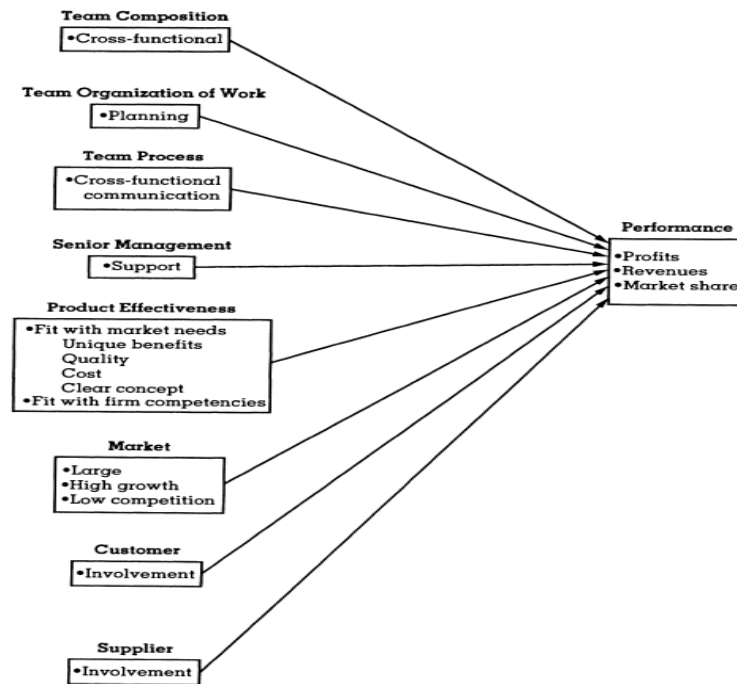 Team Composition
•Cross-functional
Team Organization of Work
•Planning
Team Process
•Cross-functional
communication
Senior Management
•Support
Product Effectiveness
•Fit with market needs
Unique benefits
Quality
Cost
Clear concept
•Fit with firm competencies
Market
•Large
•High growth
•Low competition
Customer
•Involvement
Supplier
•Involvement
Performance
•Profits
•Revenues
•Market share